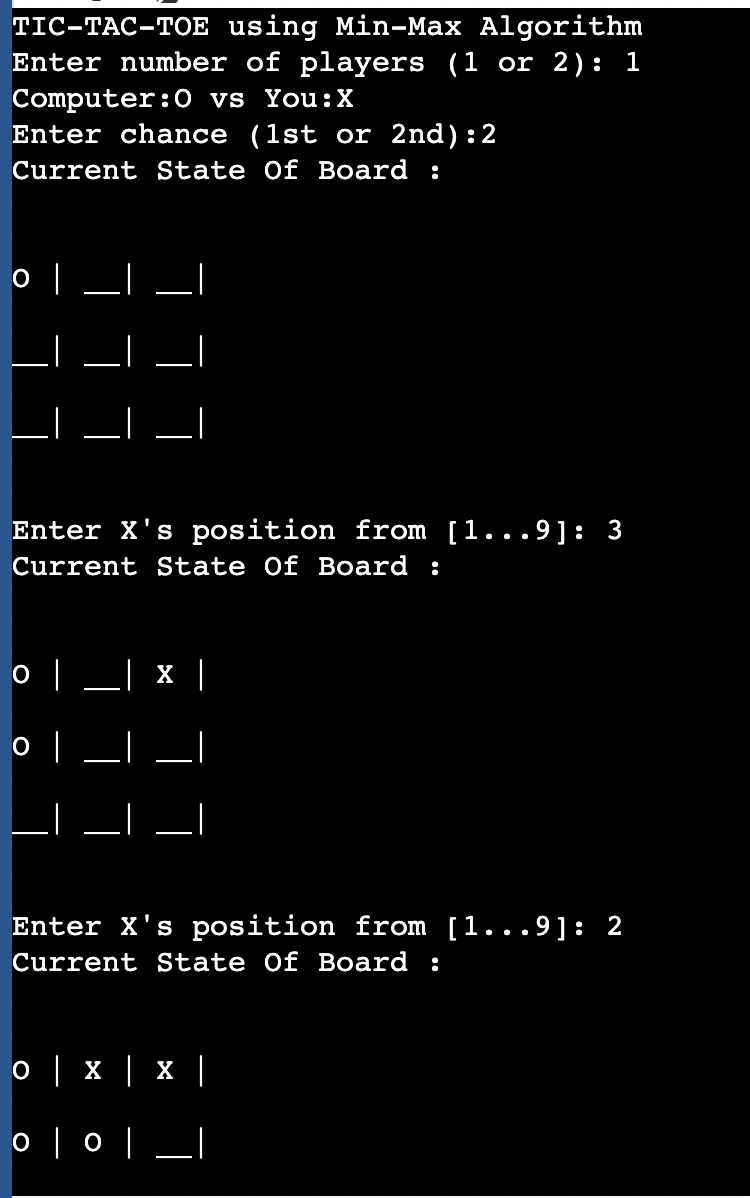 TIC-TAC-TOE using Min-Max Algorithm
Enter number of players (1 or 2): 1
Computer:O vs You:X
Enter chance (1st or 2nd):2
Current State Of Board :
O | __| __|
__| __| __|
__| __| __|
Enter X's position from [1...9]: 3
Current State Of Board :
O | __| X |
O | __| __|
__| __| __|
Enter X's position from [1...9]: 2
Current State Of Board :
O | X | X |
O | O | __|